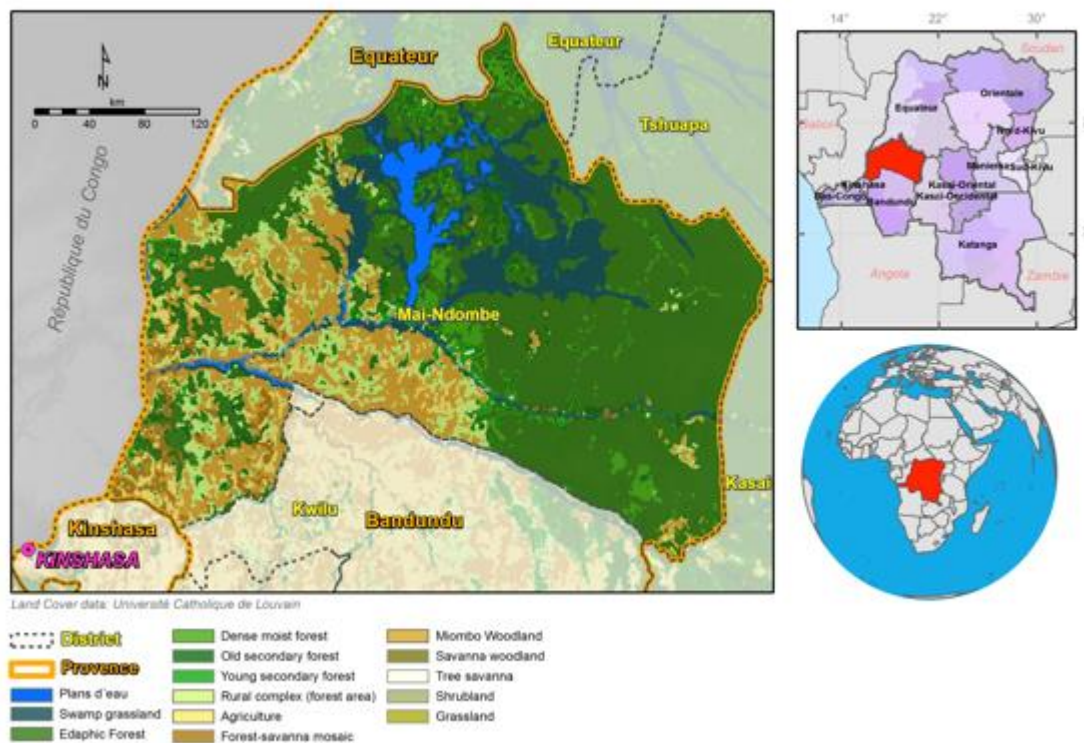 Equateur
Equateur
N
km
0 40 80 120
Tshuapa
République du Congo
Mai-Ndombe
Kasai
Kwilu
Bandundu
Kinshasa
KINSHASA
14° 22° 30°
Soudan
Equateur
Orientale
Nord-Kivu
Maniema
Sud-Kivu
Kinshasa
Bas-Congo
Bandundu
Kasai-Oriental
Kasai-Occidental
Katanga
Angola
Zambie
Land Cover data: Université Catholique de Louvain
District
Provence
Plans d'eau
Swamp grassland
Edaphic Forest
Dense moist forest
Old secondary forest
Young secondary forest
Rural complex (forest area)
Agriculture
Forest-savanna mosaic
Miombo Woodland
Savanna woodland
Tree savanna
Shrubland
Grassland